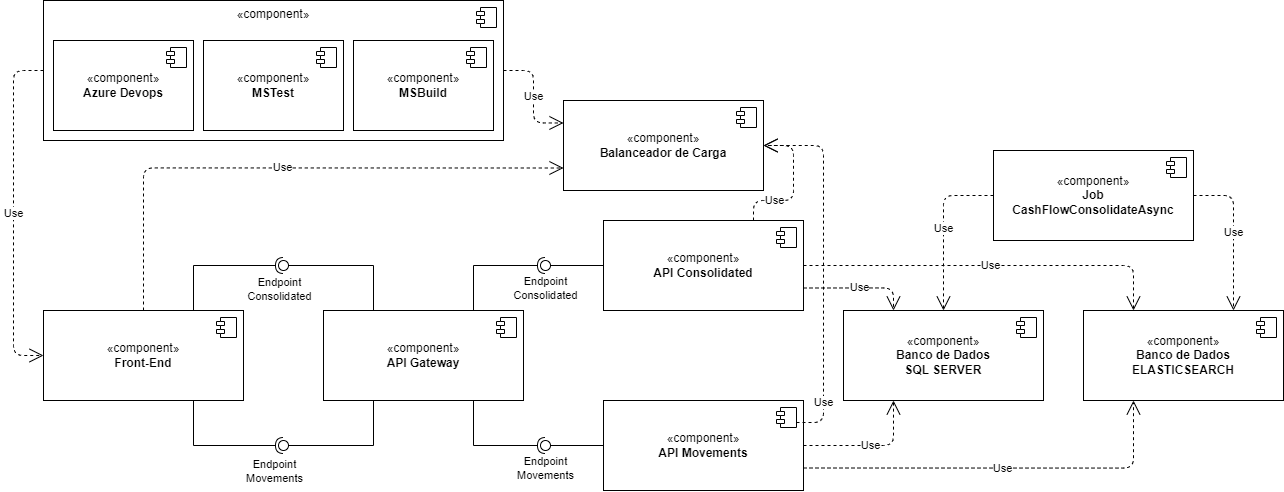 «component»
«component»
Azure Devops
«component»
MSTest
«component»
MSBuild
Use
«component»
Balanceador de Carga
Use
Use
Use
«component»
Job
CashFlowConsolidateAsync
Use
Use
«component»
API Consolidated
Use
Use
Endpoint
Consolidated
Endpoint
Consolidated
«component»
Front-End
«component»
API Gateway
«component»
Banco de Dados
SQL SERVER
«component»
Banco de Dados
ELASTICSEARCH
Use
«component»
API Movements
Use
Use
Endpoint
Movements
Endpoint
Movements